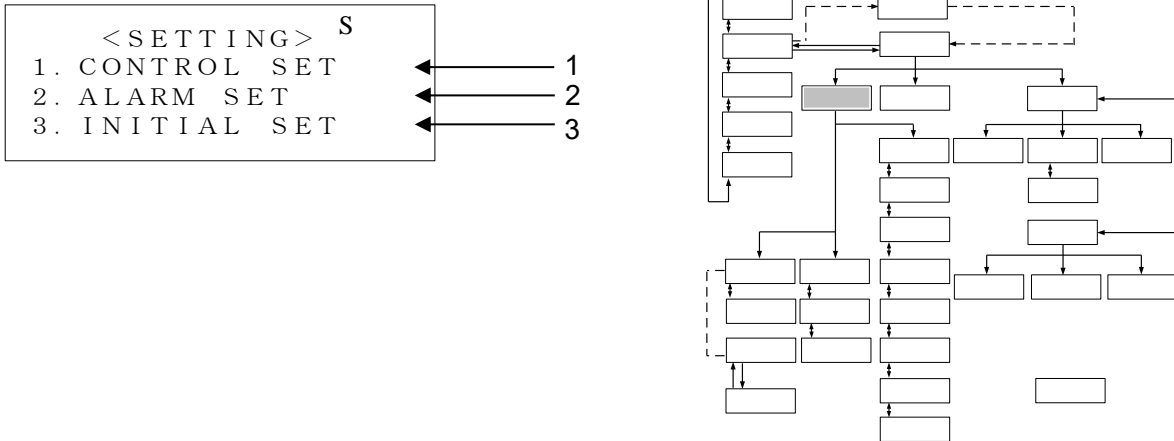 <SETTING> S
1. CONTROL SET 1
2. ALARM SET 2
3. INITIAL SET 3